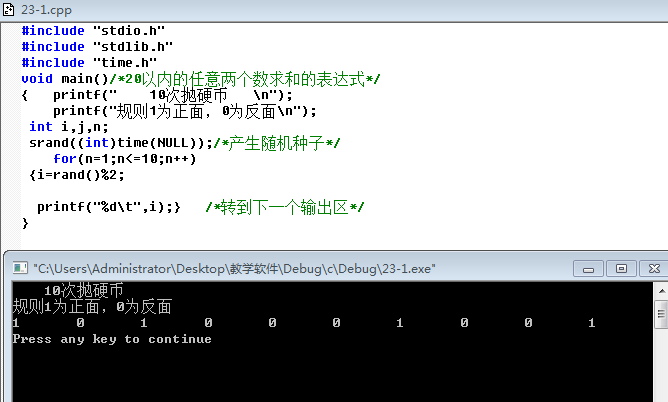 23-1.cpp
#include "stdio.h"
#include "stdlib.h"
#include "time.h"
void main()/*20以内的任意两个数求和的表达式*/
{   printf("    10次抛硬币   \n");
    printf("规则1为正面，0为反面\n");
 int i,j,n;
 srand((int)time(NULL));/*产生随机种子*/
    for(n=1;n<=10;n++)
 {i=rand()%2;
  printf("%d\t",i);}   /*转到下一个输出区*/
}
"C:\Users\Administrator\Desktop\教学软件\Debug\c\Debug\23-1.exe"
    10次抛硬币
规则1为正面，0为反面
1       0       1       0       0       0       1       0       0       1
Press any key to continue